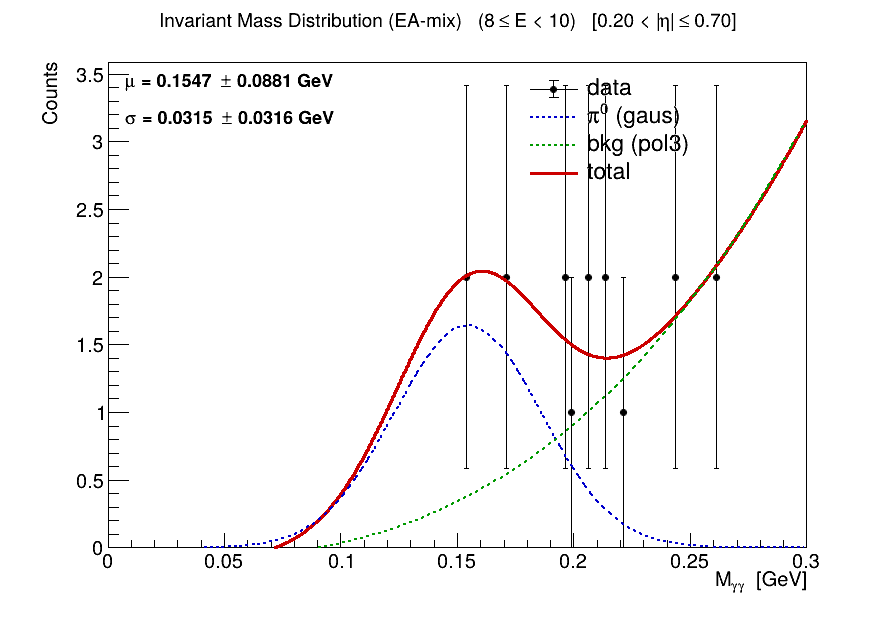 Invariant Mass Distribution (EA-mix) (8 ≤ E < 10) [0.20 < |η| ≤ 0.70]
Counts
μ = 0.1547 ± 0.0881 GeV
σ = 0.0315 ± 0.0316 GeV
data
π⁰ (gaus)
bkg (pol3)
total
3.5
3
2.5
2
1.5
1
0.5
0
0 0.05 0.1 0.15 0.2 0.25 0.3
Mγγ [GeV]